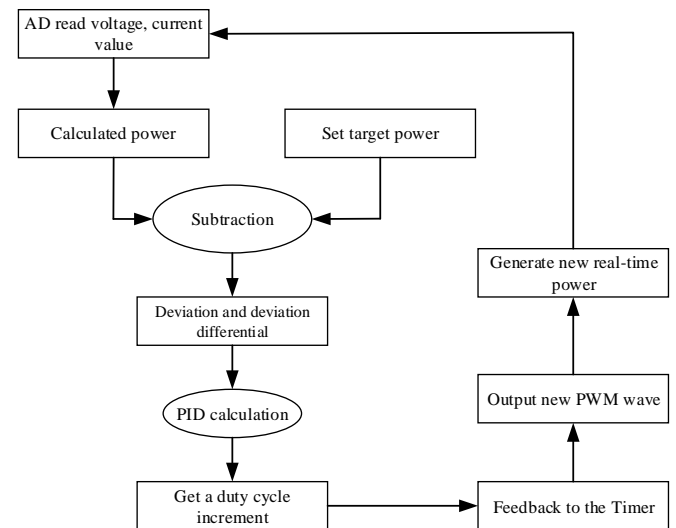 AD read voltage, current
value
Calculated power
Set target power
Subtraction
Generate new real-time
power
Deviation and deviation
differential
Output new PWM wave
PID calculation
Get a duty cycle
increment
Feedback to the Timer